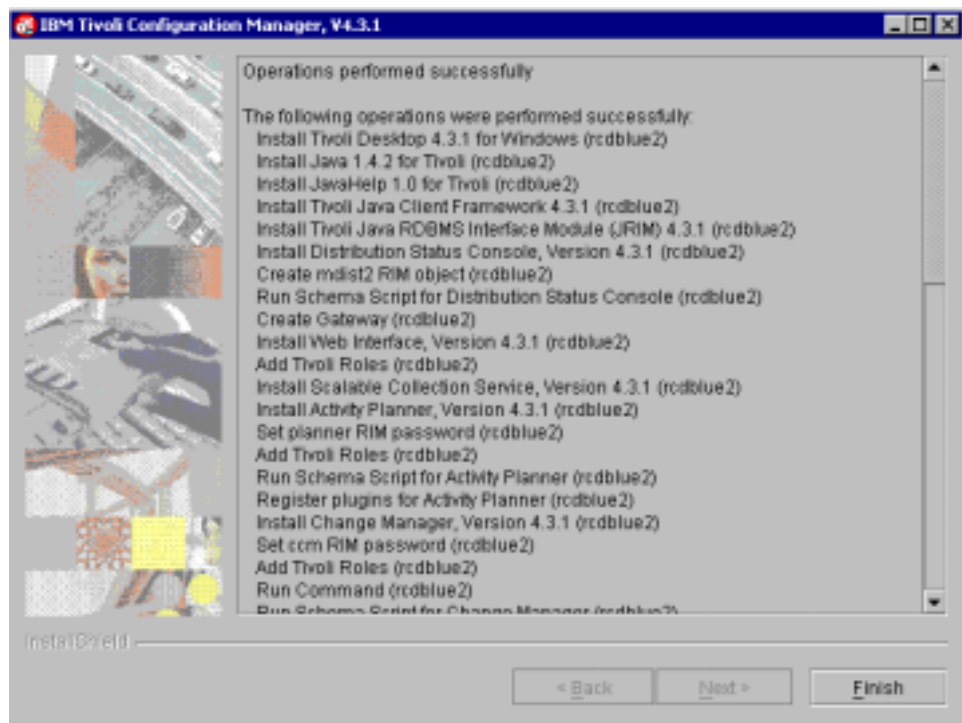 IBM Tivoli Configuration Manager, V4.3.1
Operations performed successfully
The following operations were performed successfully:
Install Tivoli Desktop 4.3.1 for Windows (rcdblue2)
Install Java 1.4.2 for Tivoli (rcdblue2)
Install JavaHelp 1.0 for Tivoli (rcdblue2)
Install Tivoli Java Client Framework 4.3.1 (rcdblue2)
Install Tivoli Java RDBMS Interface Module (JRIM) 4.3.1 (rcdblue2)
Install Distribution Status Console, Version 4.3.1 (rcdblue2)
Create mdist2 RIM object (rcdblue2)
Run Schema Script for Distribution Status Console (rcdblue2)
Create Gateway (rcdblue2)
Install Web Interface, Version 4.3.1 (rcdblue2)
Add Tivoli Roles (rcdblue2)
Install Scalable Collection Service, Version 4.3.1 (rcdblue2)
Install Activity Planner, Version 4.3.1 (rcdblue2)
Set planner RIM password (rcdblue2)
Add Tivoli Roles (rcdblue2)
Run Schema Script for Activity Planner (rcdblue2)
Register plugins for Activity Planner (rcdblue2)
Install Change Manager, Version 4.3.1 (rcdblue2)
Set ccm RIM password (rcdblue2)
Add Tivoli Roles (rcdblue2)
Run Command (rcdblue2)
Run Schema Script for Change Manager (rcdblue2)
InstallShield
< Back
Next >
Finish